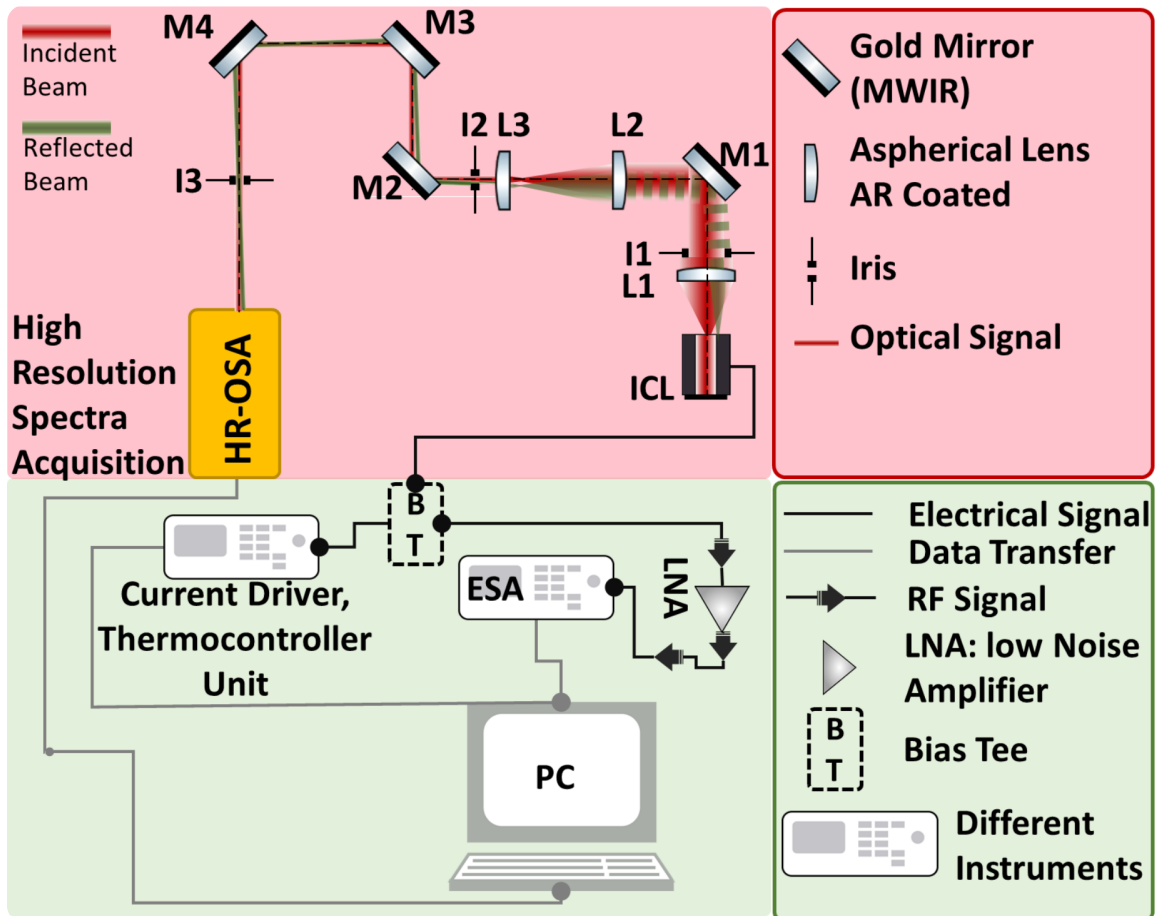 M4
M3
Incident
Beam
Reflected
Beam
I2
L3
L2
M1
I3
M2
I1
L1
ICL
High
Resolution
Spectra
Acquisition
HR-OSA
Gold Mirror
(MWIR)
Aspherical Lens
AR Coated
Iris
Optical Signal
B
T
LNA
ESA
Current Driver,
Thermocontroller
Unit
PC
Electrical Signal
Data Transfer
RF Signal
LNA: low Noise
Amplifier
B
T
Bias Tee
Different
Instruments